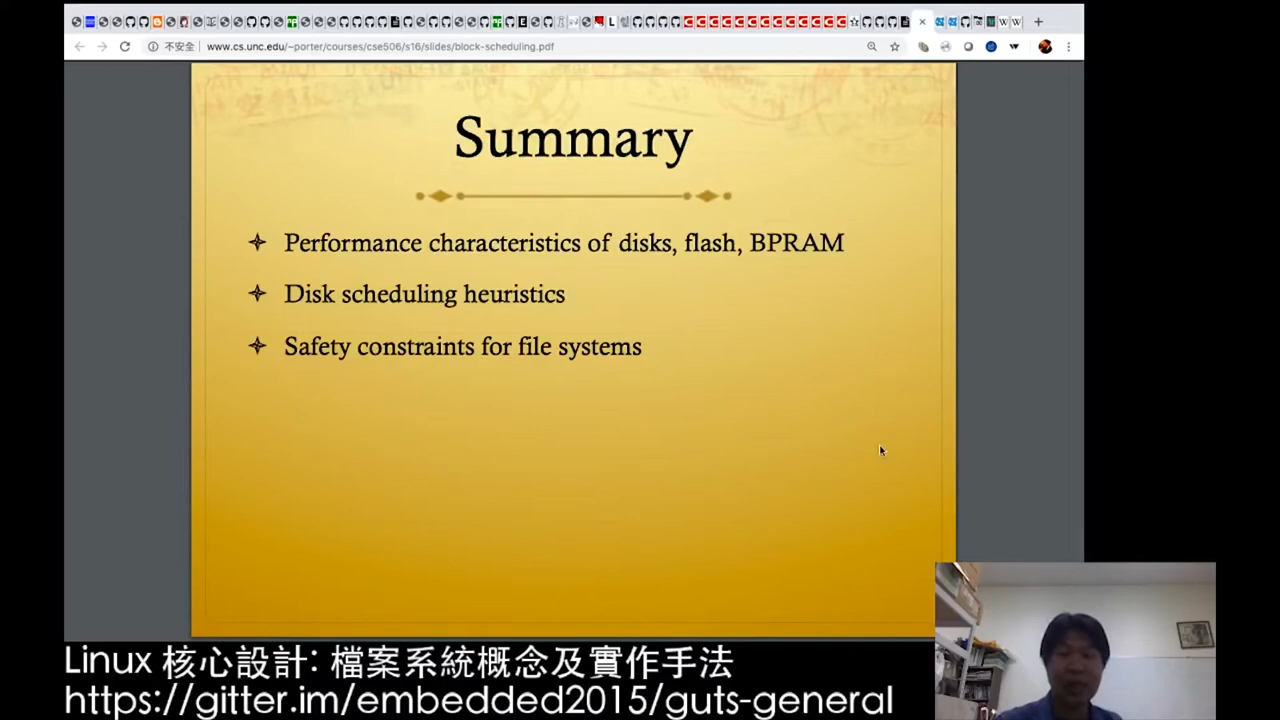 不安全 www.cs.unc.edu/~porter/courses/cse506/s16/slides/block-scheduling.pdf
Summary
Performance characteristics of disks, flash, BPRAM
Disk scheduling heuristics
Safety constraints for file systems
Linux 核心設計: 檔案系統概念及實作手法
https://gitter.im/embedded2015/guts-general